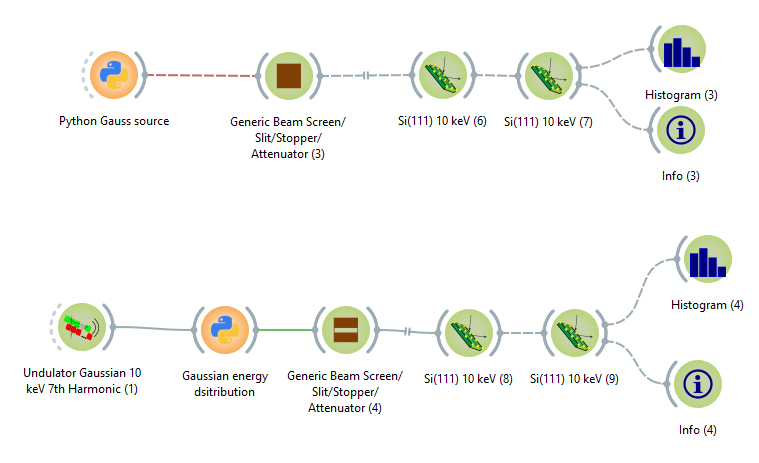 Python Gauss source
Generic Beam Screen/
Slit/Stopper/
Attenuator (3)
Si(111) 10 keV (6)
Si(111) 10 keV (7)
Histogram (3)
Info (3)
Undulator Gaussian 10
keV 7th Harmonic (1)
Gaussian energy
dsitribution
Generic Beam Screen/
Slit/Stopper/
Attenuator (4)
Si(111) 10 keV (8)
Si(111) 10 keV (9)
Histogram (4)
Info (4)